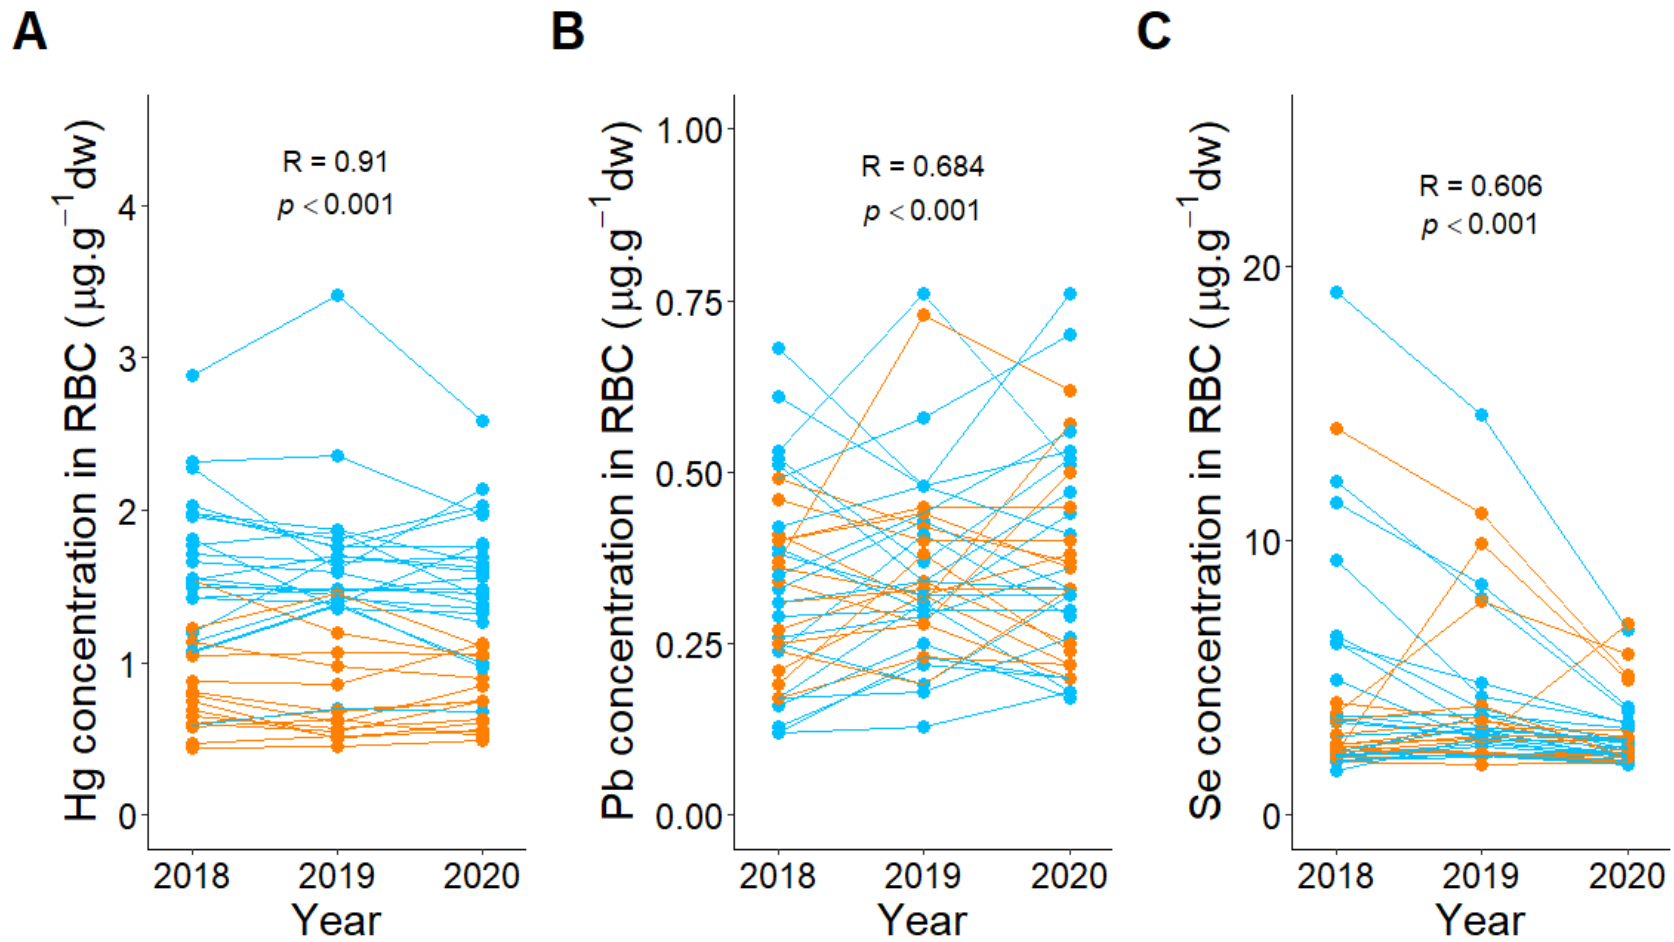 A
B
C
Hg concentration in RBC (μg.g⁻¹dw)
4
3
2
1
0
R = 0.91
p < 0.001
2018 2019 2020
Year
Pb concentration in RBC (μg.g⁻¹dw)
1.00
0.75
0.50
0.25
0.00
R = 0.684
p < 0.001
2018 2019 2020
Year
Se concentration in RBC (μg.g⁻¹dw)
20
10
0
R = 0.606
p < 0.001
2018 2019 2020
Year